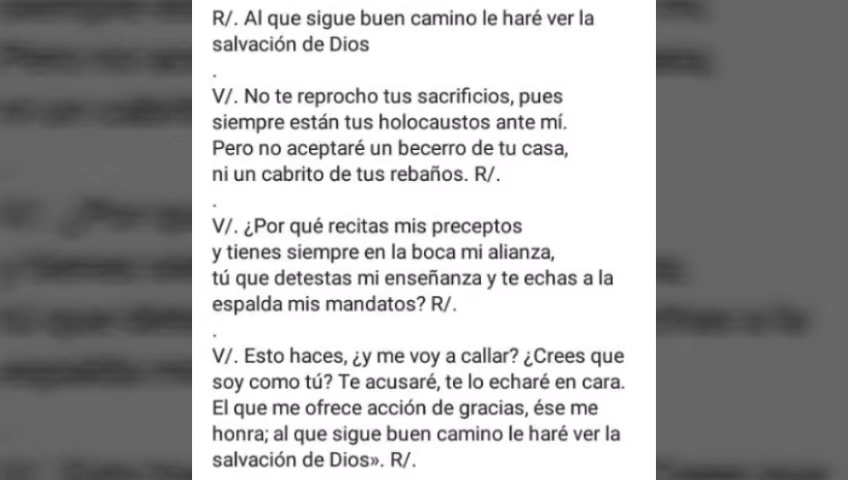 R/. Al que sigue buen camino le haré ver la
salvación de Dios
.
V/. No te reprocho tus sacrificios, pues
siempre están tus holocaustos ante mí.
Pero no aceptaré un becerro de tu casa,
ni un cabrito de tus rebaños. R/.
.
V/. ¿Por qué recitas mis preceptos
y tienes siempre en la boca mi alianza,
tú que detestas mi enseñanza y te echas a la
espalda mis mandatos? R/.
.
V/. Esto haces, ¿y me voy a callar? ¿Crees que
soy como tú? Te acusaré, te lo echaré en cara.
El que me ofrece acción de gracias, ése me
honra; al que sigue buen camino le haré ver la
salvación de Dios». R/.